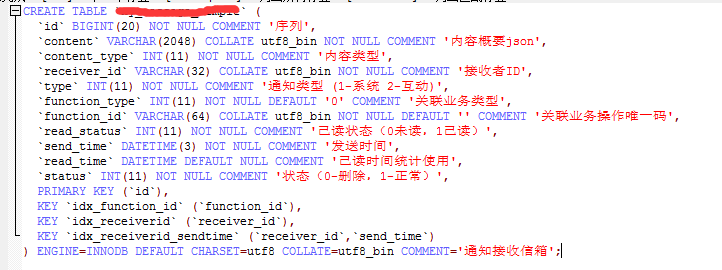 CREATE TABLE ` ` (
`id` BIGINT(20) NOT NULL COMMENT '序列',
`content` VARCHAR(2048) COLLATE utf8_bin NOT NULL COMMENT '内容概要json',
`content_type` INT(11) NOT NULL COMMENT '内容类型',
`receiver_id` VARCHAR(32) COLLATE utf8_bin NOT NULL COMMENT '接收者ID',
`type` INT(11) NOT NULL COMMENT '通知类型 (1-系统 2-互动)',
`function_type` INT(11) NOT NULL DEFAULT '0' COMMENT '关联业务类型',
`function_id` VARCHAR(64) COLLATE utf8_bin NOT NULL DEFAULT '' COMMENT '关联业务操作唯一码',
`read_status` INT(11) NOT NULL COMMENT '已读状态（0未读，1已读）',
`send_time` DATETIME(3) NOT NULL COMMENT '发送时间',
`read_time` DATETIME DEFAULT NULL COMMENT '已读时间统计使用',
`status` INT(11) NOT NULL COMMENT '状态（0-删除，1-正常）',
PRIMARY KEY (`id`),
KEY `idx_function_id` (`function_id`),
KEY `idx_receiverid` (`receiver_id`),
KEY `idx_receiverid_sendtime` (`receiver_id`,`send_time`)
) ENGINE=INNODB DEFAULT CHARSET=utf8 COLLATE=utf8_bin COMMENT='通知接收信箱';